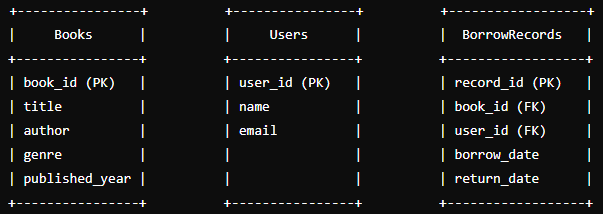 Books Users BorrowRecords
book_id (PK) user_id (PK) record_id (PK)
title name book_id (FK)
author email user_id (FK)
genre borrow_date
published_year return_date